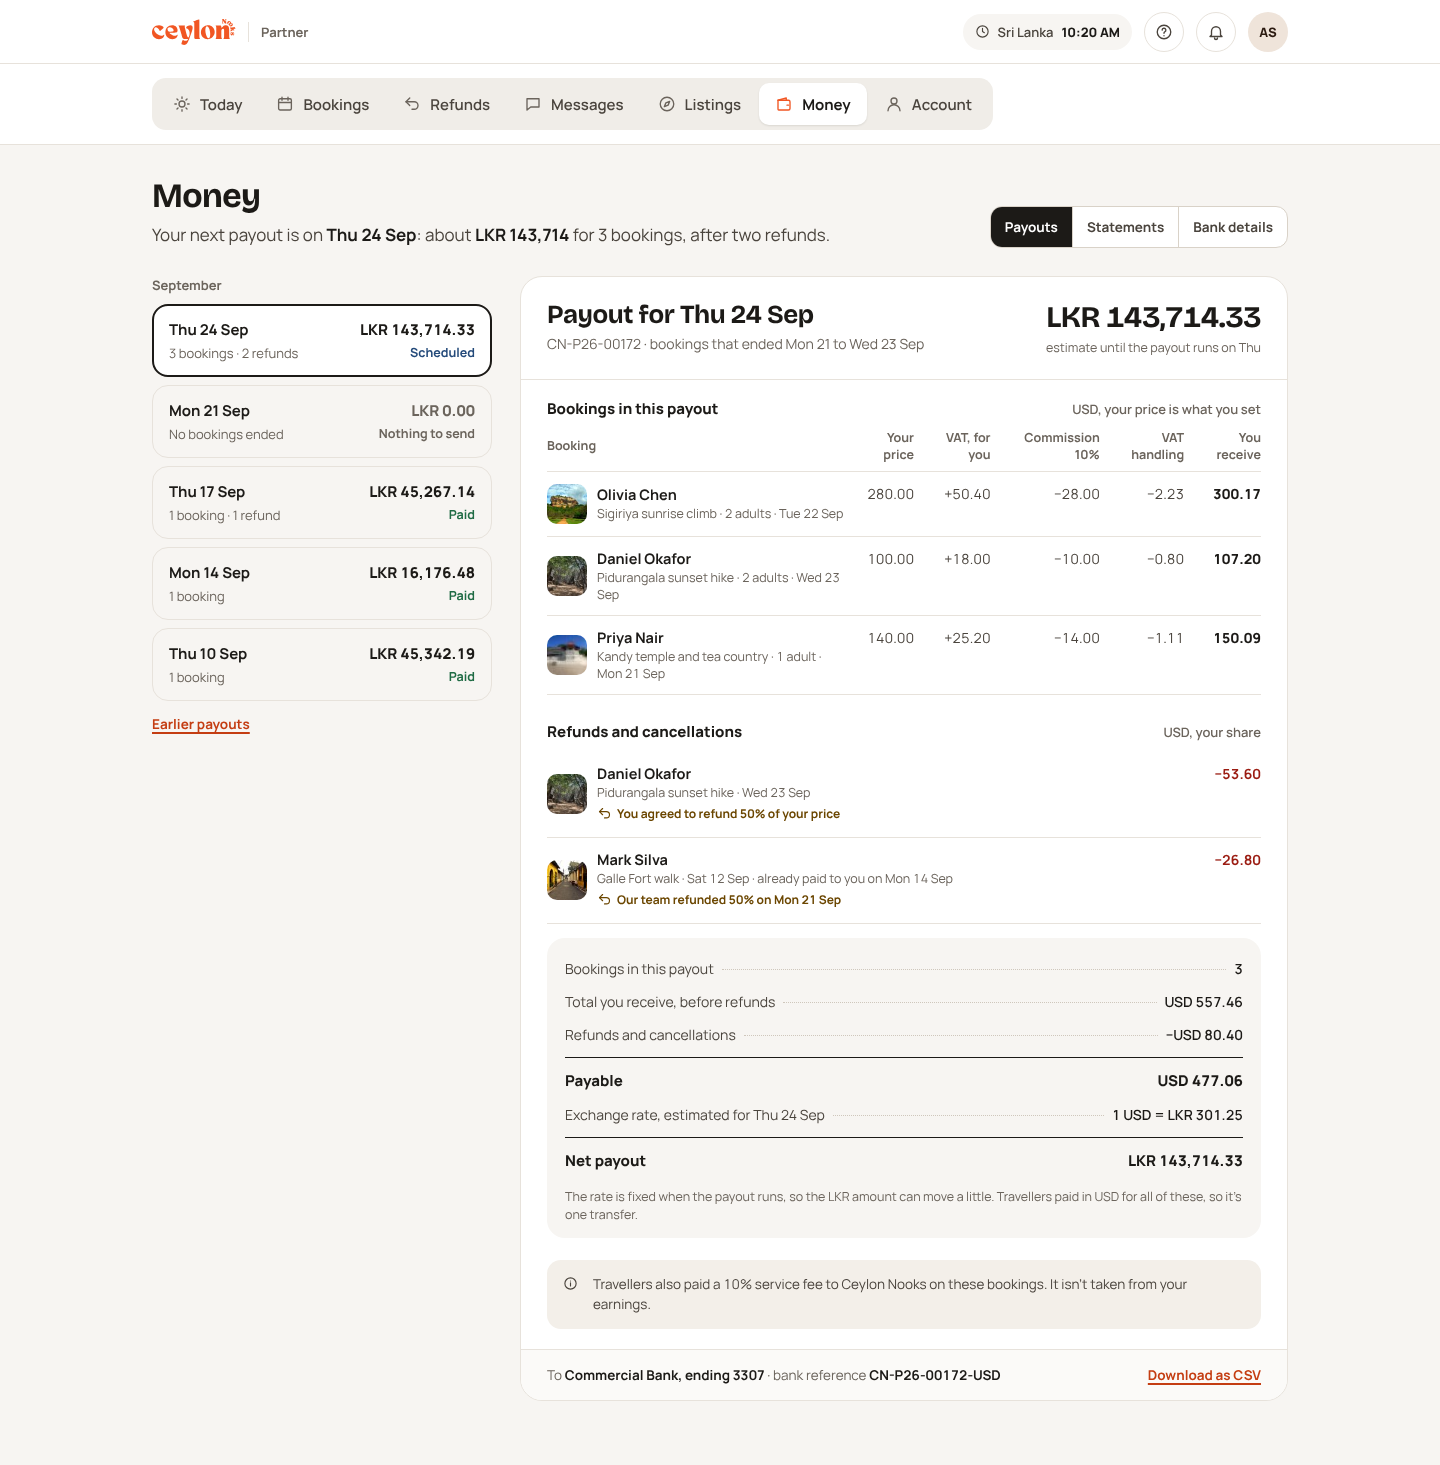 ceylon Partner
Sri Lanka 10:20 AM
AS
Today Bookings Refunds Messages Listings Money Account
Money
Your next payout is on Thu 24 Sep: about LKR 143,714 for 3 bookings, after two refunds.
Payouts Statements Bank details
September
Thu 24 Sep LKR 143,714.33
3 bookings · 2 refunds Scheduled
Mon 21 Sep LKR 0.00
No bookings ended Nothing to send
Thu 17 Sep LKR 45,267.14
1 booking · 1 refund Paid
Mon 14 Sep LKR 16,176.48
1 booking Paid
Thu 10 Sep LKR 45,342.19
1 booking Paid
Earlier payouts
Payout for Thu 24 Sep LKR 143,714.33
CN-P26-00172 · bookings that ended Mon 21 to Wed 23 Sep estimate until the payout runs on Thu
Bookings in this payout USD, your price is what you set
Booking Your price VAT, for you Commission 10% VAT handling You receive
Olivia Chen 280.00 +50.40 −28.00 −2.23 300.17
Sigiriya sunrise climb · 2 adults · Tue 22 Sep
Daniel Okafor 100.00 +18.00 −10.00 −0.80 107.20
Pidurangala sunset hike · 2 adults · Wed 23
Sep
Priya Nair 140.00 +25.20 −14.00 −1.11 150.09
Kandy temple and tea country · 1 adult ·
Mon 21 Sep
Refunds and cancellations USD, your share
Daniel Okafor −53.60
Pidurangala sunset hike · Wed 23 Sep
You agreed to refund 50% of your price
Mark Silva −26.80
Galle Fort walk · Sat 12 Sep · already paid to you on Mon 14 Sep
Our team refunded 50% on Mon 21 Sep
Bookings in this payout 3
Total you receive, before refunds USD 557.46
Refunds and cancellations −USD 80.40
Payable USD 477.06
Exchange rate, estimated for Thu 24 Sep 1 USD = LKR 301.25
Net payout LKR 143,714.33
The rate is fixed when the payout runs, so the LKR amount can move a little. Travellers paid in USD for all of these, so it's
one transfer.
Travellers also paid a 10% service fee to Ceylon Nooks on these bookings. It isn't taken from your
earnings.
To Commercial Bank, ending 3307 · bank reference CN-P26-00172-USD Download as CSV